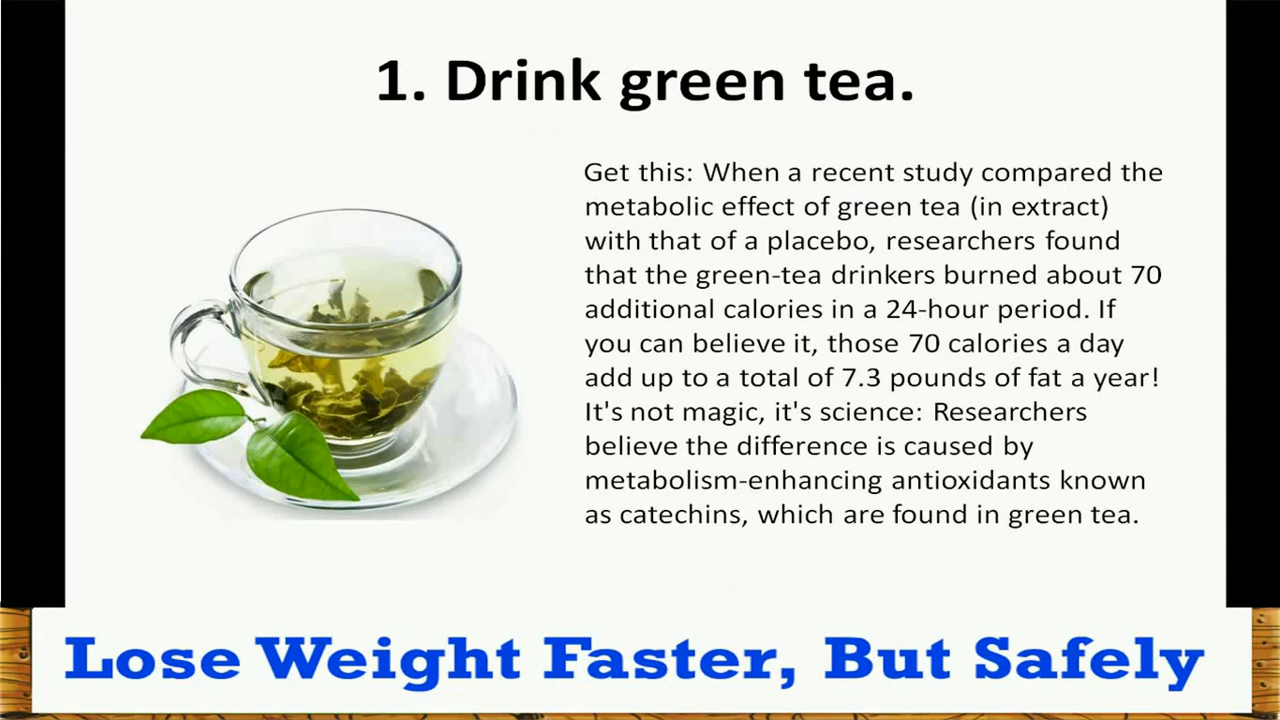 1. Drink green tea.
Get this: When a recent study compared the
metabolic effect of green tea (in extract)
with that of a placebo, researchers found
that the green-tea drinkers burned about 70
additional calories in a 24-hour period. If
you can believe it, those 70 calories a day
add up to a total of 7.3 pounds of fat a year!
It's not magic, it's science: Researchers
believe the difference is caused by
metabolism-enhancing antioxidants known
as catechins, which are found in green tea.
Lose Weight Faster, But Safely